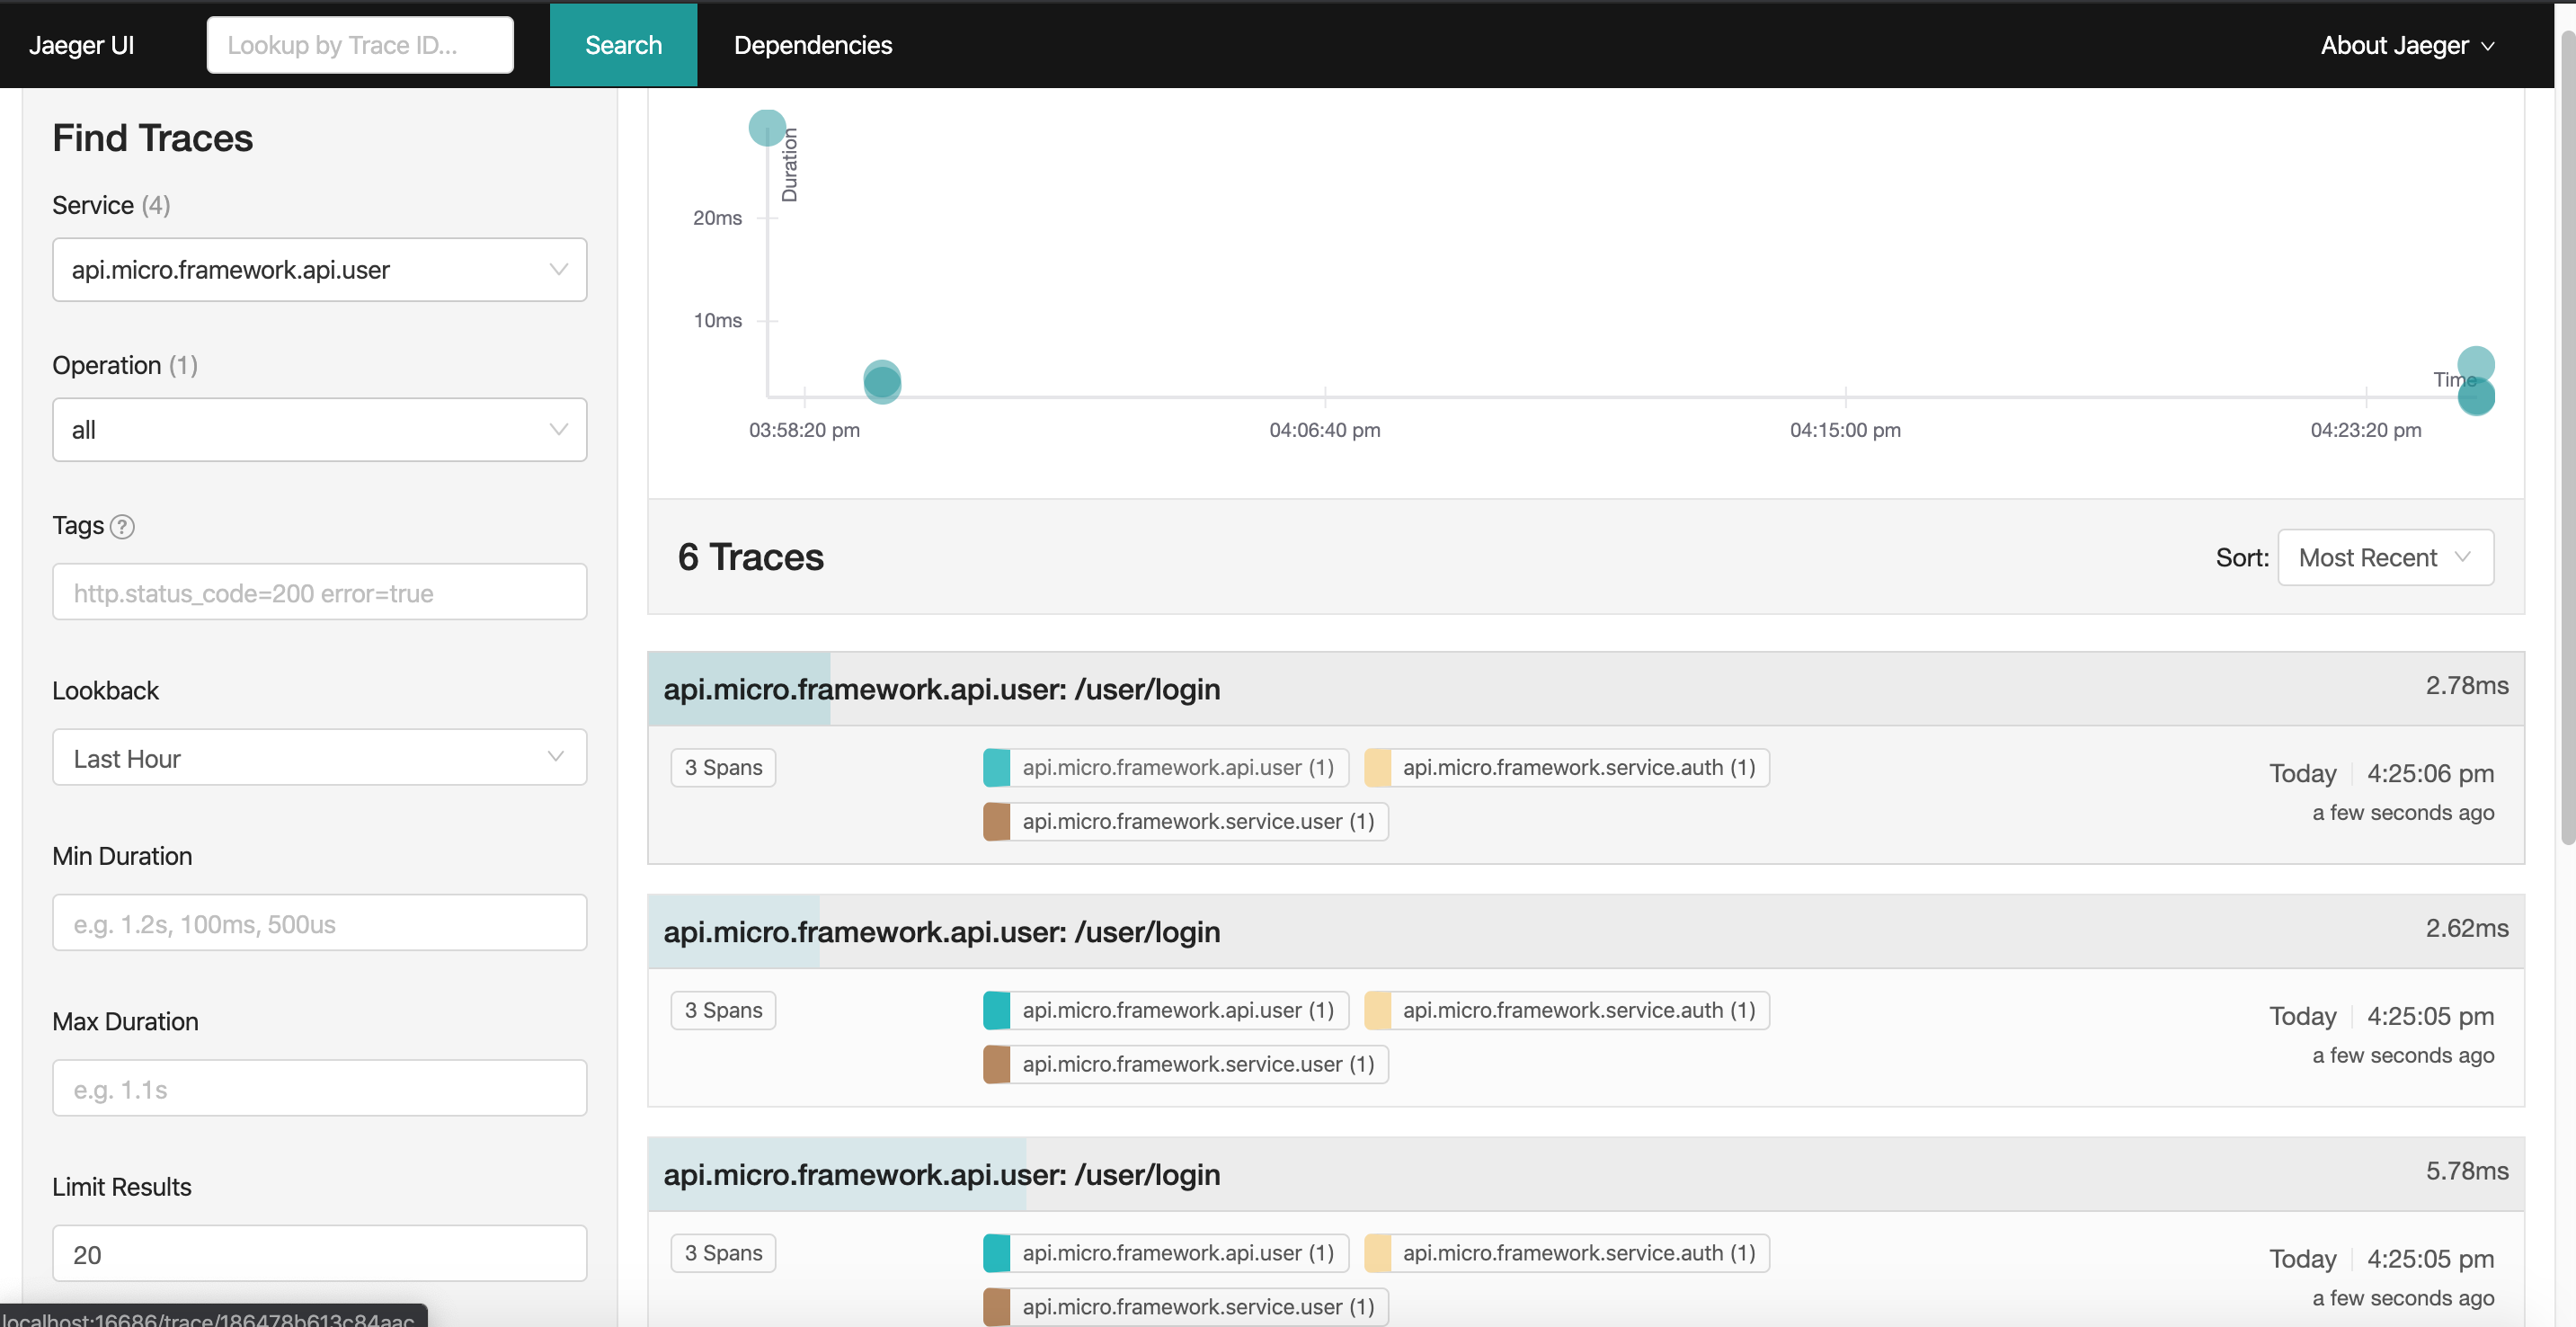 Jaeger UI
Lookup by Trace ID...
Search
Dependencies
About Jaeger
Find Traces
Service (4)
api.micro.framework.api.user
Operation (1)
all
Tags ?
http.status_code=200 error=true
Lookback
Last Hour
Min Duration
e.g. 1.2s, 100ms, 500us
Max Duration
e.g. 1.1s
Limit Results
20
localhost:16686/trace/186478b613c84aac
Duration
20ms
10ms
Time
03:58:20 pm
04:06:40 pm
04:15:00 pm
04:23:20 pm
6 Traces
Sort: Most Recent
api.micro.framework.api.user: /user/login
2.78ms
3 Spans
api.micro.framework.api.user (1)
api.micro.framework.service.auth (1)
api.micro.framework.service.user (1)
Today
4:25:06 pm
a few seconds ago
api.micro.framework.api.user: /user/login
2.62ms
3 Spans
api.micro.framework.api.user (1)
api.micro.framework.service.auth (1)
api.micro.framework.service.user (1)
Today
4:25:05 pm
a few seconds ago
api.micro.framework.api.user: /user/login
5.78ms
3 Spans
api.micro.framework.api.user (1)
api.micro.framework.service.auth (1)
api.micro.framework.service.user (1)
Today
4:25:05 pm
a few seconds ago